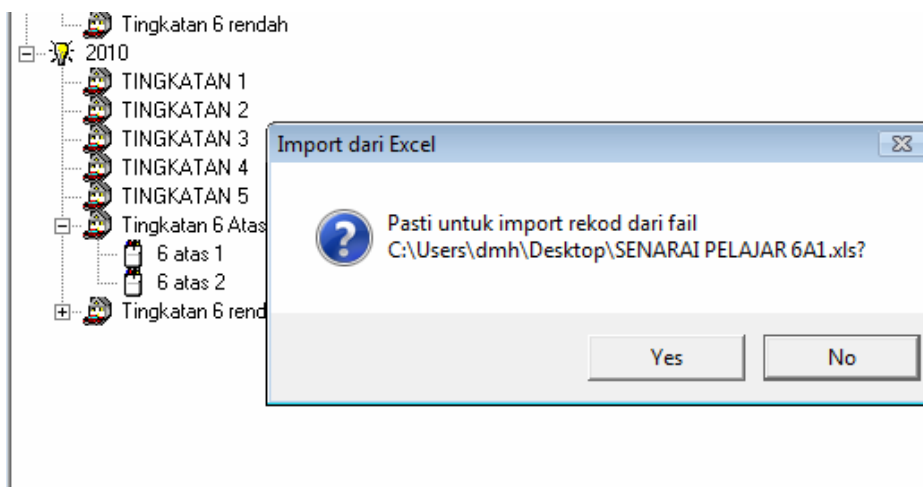 Tingkatan 6 rendah
2010
TINGKATAN 1
TINGKATAN 2
TINGKATAN 3
TINGKATAN 4
TINGKATAN 5
Tingkatan 6 Atas
6 atas 1
6 atas 2
Tingkatan 6 rend
Import dari Excel
Pasti untuk import rekod dari fail
C:\Users\dmh\Desktop\SENARAI PELAJAR 6A1.xls?
Yes
No